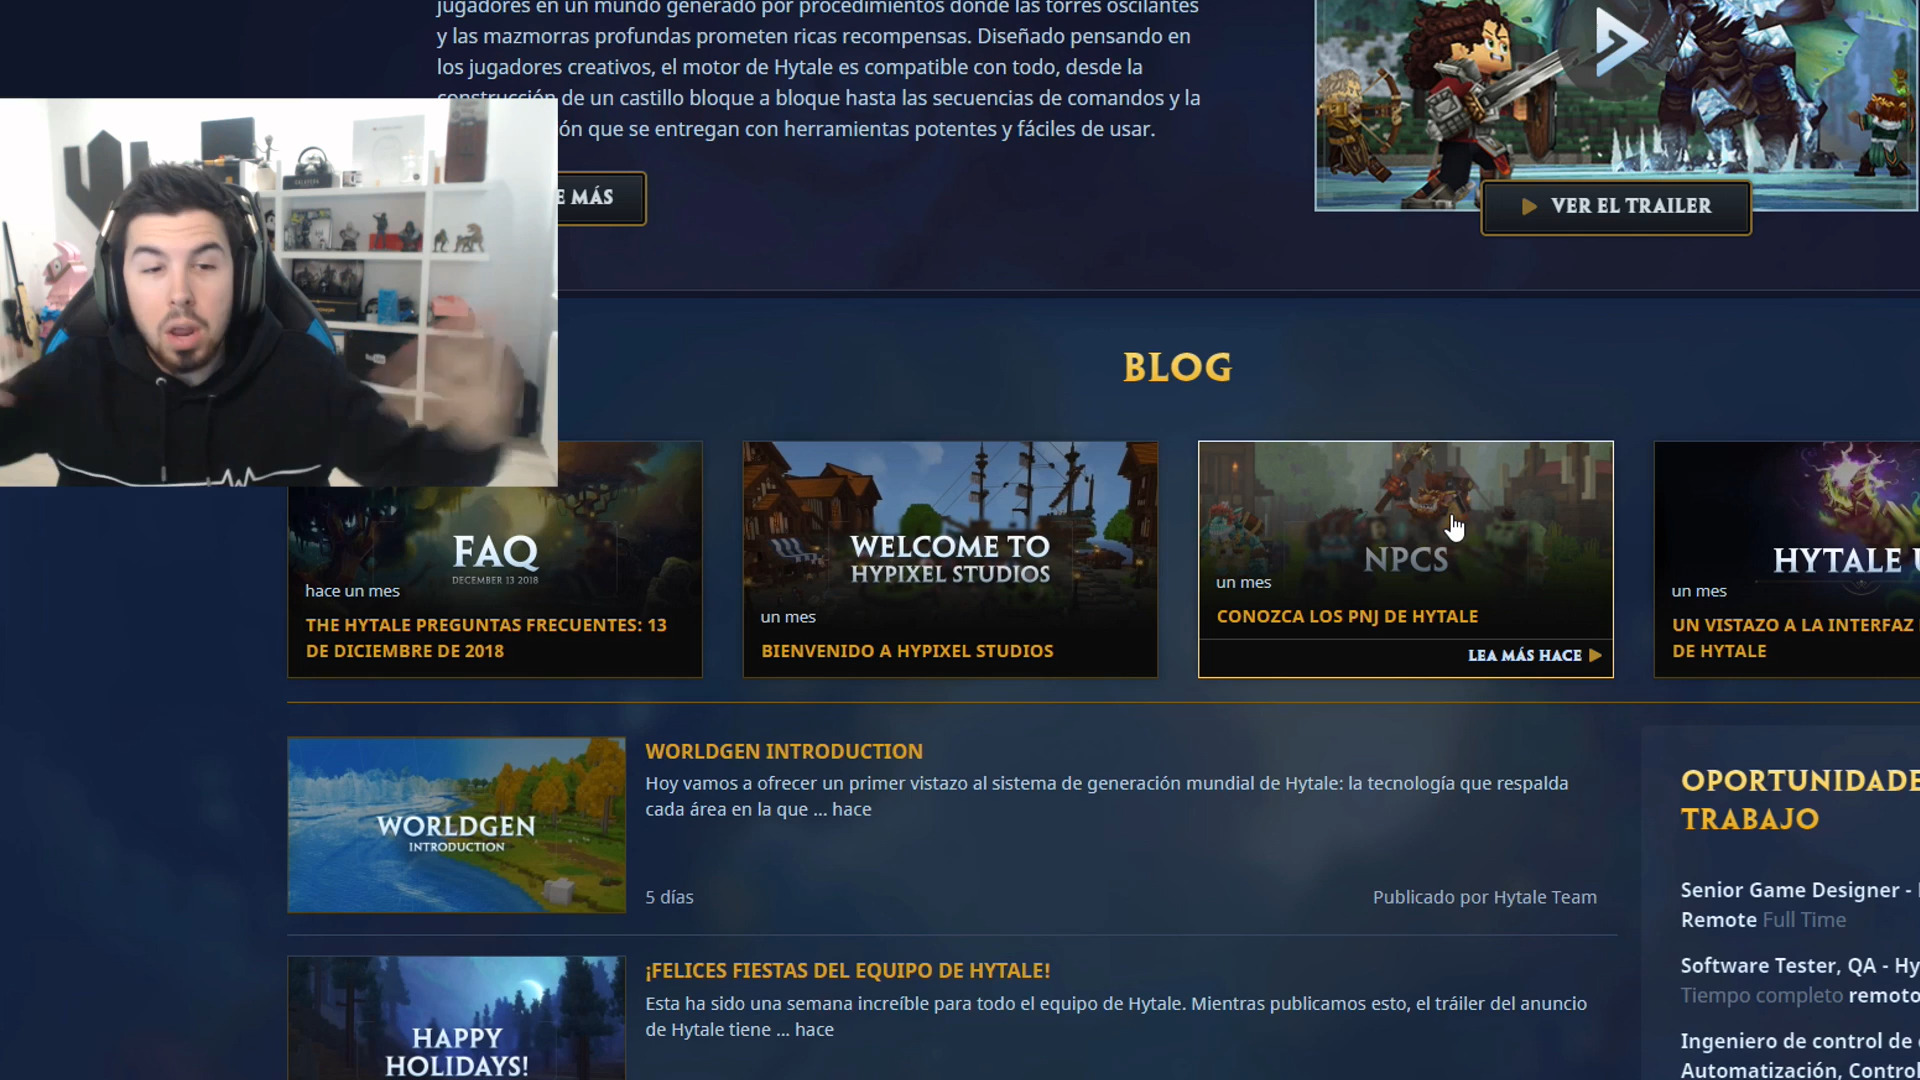 jugadores en un mundo generado por procedimientos donde las torres oscilantes
y las mazmorras profundas prometen ricas recompensas. Diseñado pensando en
los jugadores creativos, el motor de Hytale es compatible con todo, desde la
construcción de un castillo bloque a bloque hasta las secuencias de comandos y la
ón que se entregan con herramientas potentes y fáciles de usar.
E MÁS
VER EL TRAILER
BLOG
FAQ
DECEMBER 13 2018
hace un mes
THE HYTALE PREGUNTAS FRECUENTES: 13
DE DICIEMBRE DE 2018
WELCOME TO
HYPIXEL STUDIOS
un mes
BIENVENIDO A HYPIXEL STUDIOS
NPCS
un mes
CONOZCA LOS PNJ DE HYTALE
LEA MÁS HACE
HYTALE U
un mes
UN VISTAZO A LA INTERFAZ
DE HYTALE
WORLDGEN
INTRODUCTION
WORLDGEN INTRODUCTION
Hoy vamos a ofrecer un primer vistazo al sistema de generación mundial de Hytale: la tecnología que respalda
cada área en la que ... hace
5 días
Publicado por Hytale Team
HAPPY
HOLIDAYS!
¡FELICES FIESTAS DEL EQUIPO DE HYTALE!
Esta ha sido una semana increíble para todo el equipo de Hytale. Mientras publicamos esto, el tráiler del anuncio
de Hytale tiene ... hace
OPORTUNIDADE
TRABAJO
Senior Game Designer -
Remote Full Time
Software Tester, QA - Hy
Tiempo completo remoto
Ingeniero de control de
Automatización, Control